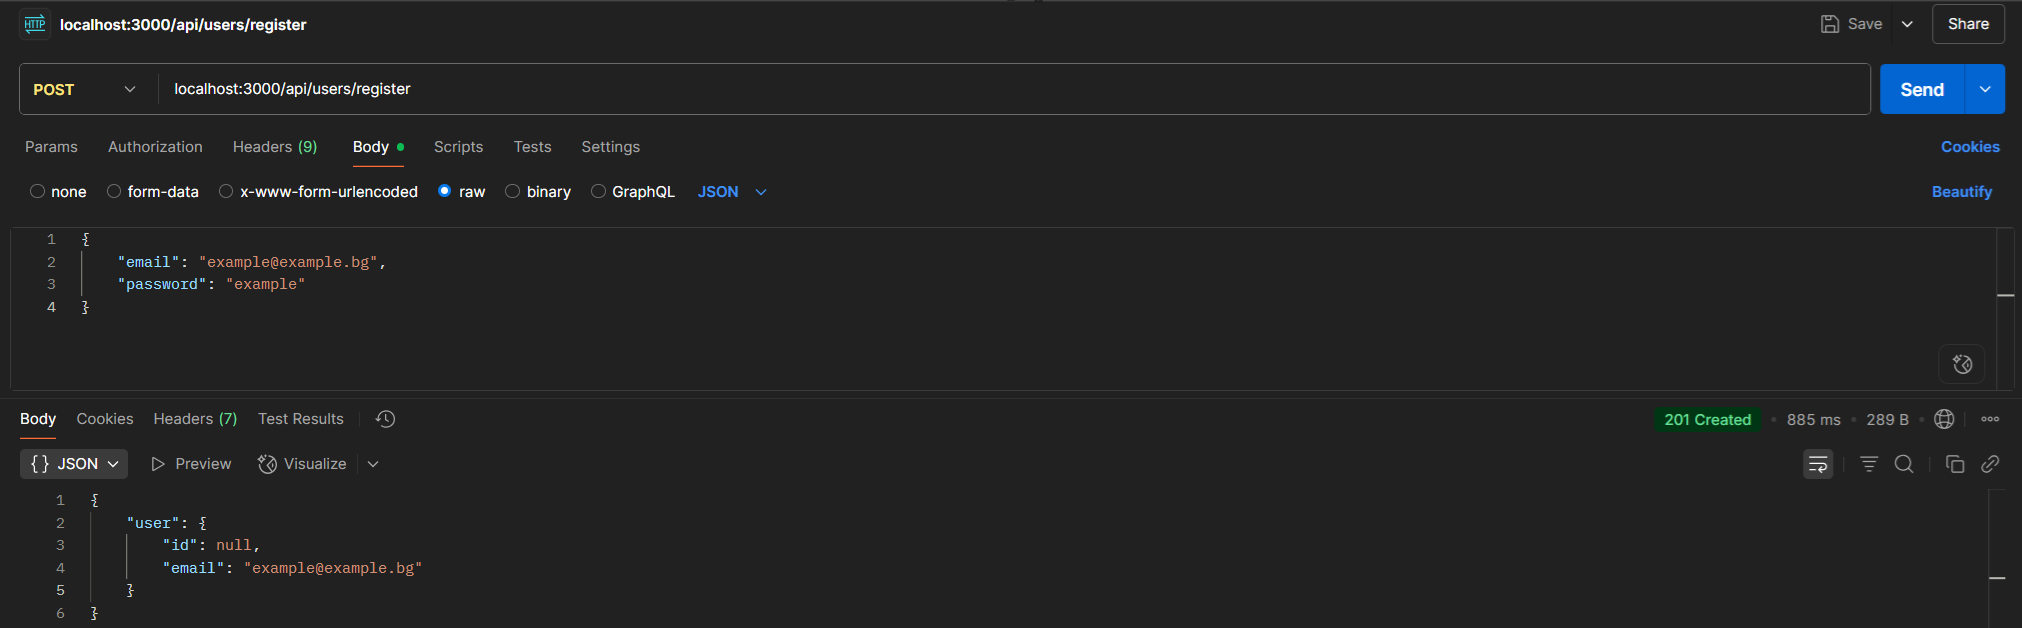 HTTP localhost:3000/api/users/register Save Share
POST localhost:3000/api/users/register Send
Params Authorization Headers (9) Body Scripts Tests Settings Cookies
none form-data x-www-form-urlencoded raw binary GraphQL JSON Beautify
1 {
2 "email": "example@example.bg",
3 "password": "example"
4 }
Body Cookies Headers (7) Test Results 201 Created 885 ms 289 B
{} JSON Preview Visualize
1 {
2 "user": {
3 "id": null,
4 "email": "example@example.bg"
5 }
6 }